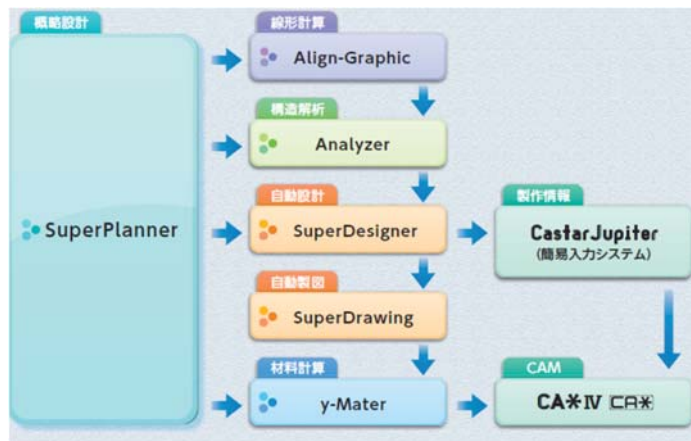 概略設計
SuperPlanner
線形計算
Align-Graphic
構造解析
Analyzer
自動設計
SuperDesigner
自動製図
SuperDrawing
材料計算
y-Mater
製作情報
CastarJupiter
(簡易入力システム)
CAM
CA*IV CA*